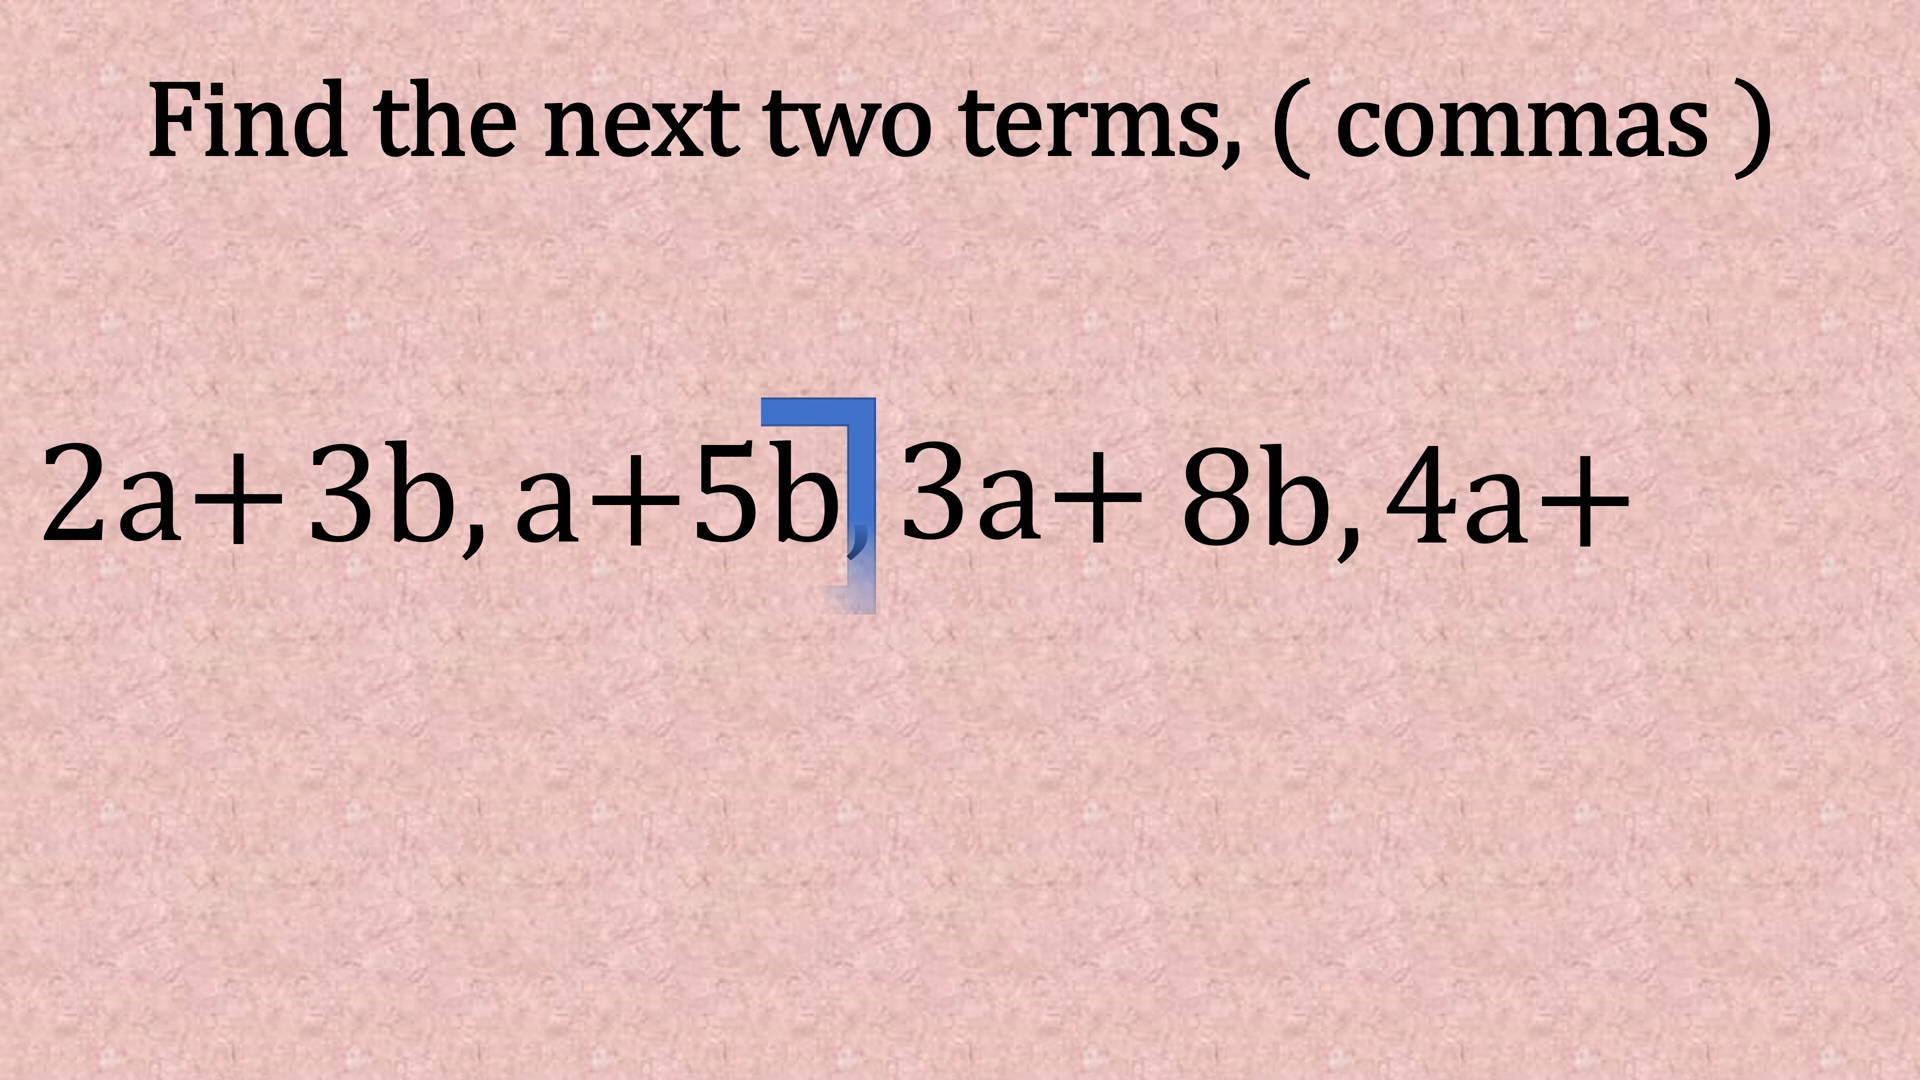 Find the next two terms, ( commas )
2a+ 3b, a+5b, 3a+ 8b, 4a+